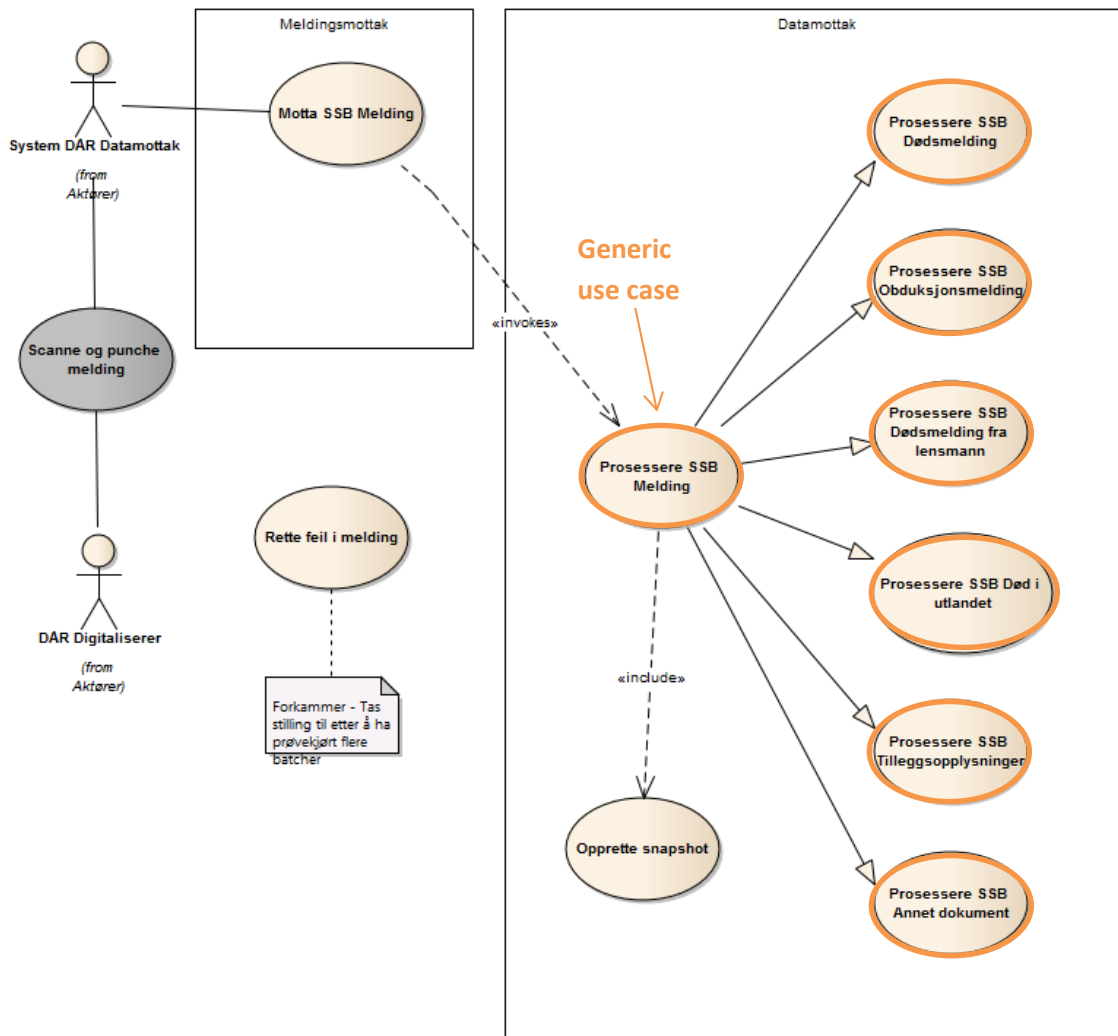 Meldingsmottak
Datamottak
Motta SSB Melding
System DÅR Datamottak
(from
Aktører)
Scanne og punche
melding
DÅR Digitaliserer
(from
Aktører)
Rette feil i melding
Forkammer - Tas
stilling til etter å ha
prøvekjørt flere
batcher
«invokes»
Generic
use case
Prosessere SSB
Melding
«include»
Opprette snapshot
Prosessere SSB
Dødsmelding
Prosessere SSB
Obduksjonsmelding
Prosessere SSB
Dødsmelding fra
lensmann
Prosessere SSB Død i
utlandet
Prosessere SSB
Tilleggsopplysninger
Prosessere SSB
Annet dokument